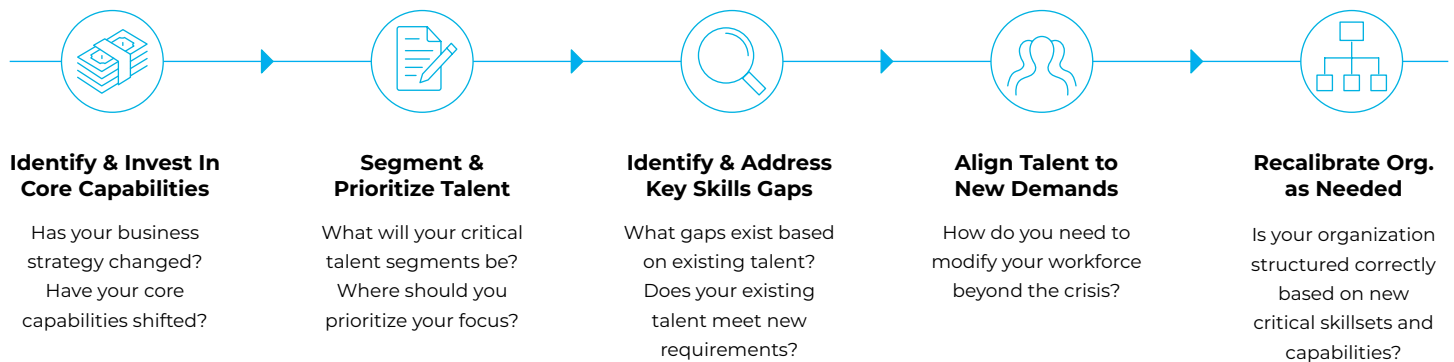 Identify & Invest In
Core Capabilities
Has your business
strategy changed?
Have your core
capabilities shifted?
Segment &
Prioritize Talent
What will your critical
talent segments be?
Where should you
prioritize your focus?
Identify & Address
Key Skills Gaps
What gaps exist based
on existing talent?
Does your existing
talent meet new
requirements?
Align Talent to
New Demands
How do you need to
modify your workforce
beyond the crisis?
Recalibrate Org.
as Needed
Is your organization
structured correctly
based on new
critical skillsets and
capabilities?